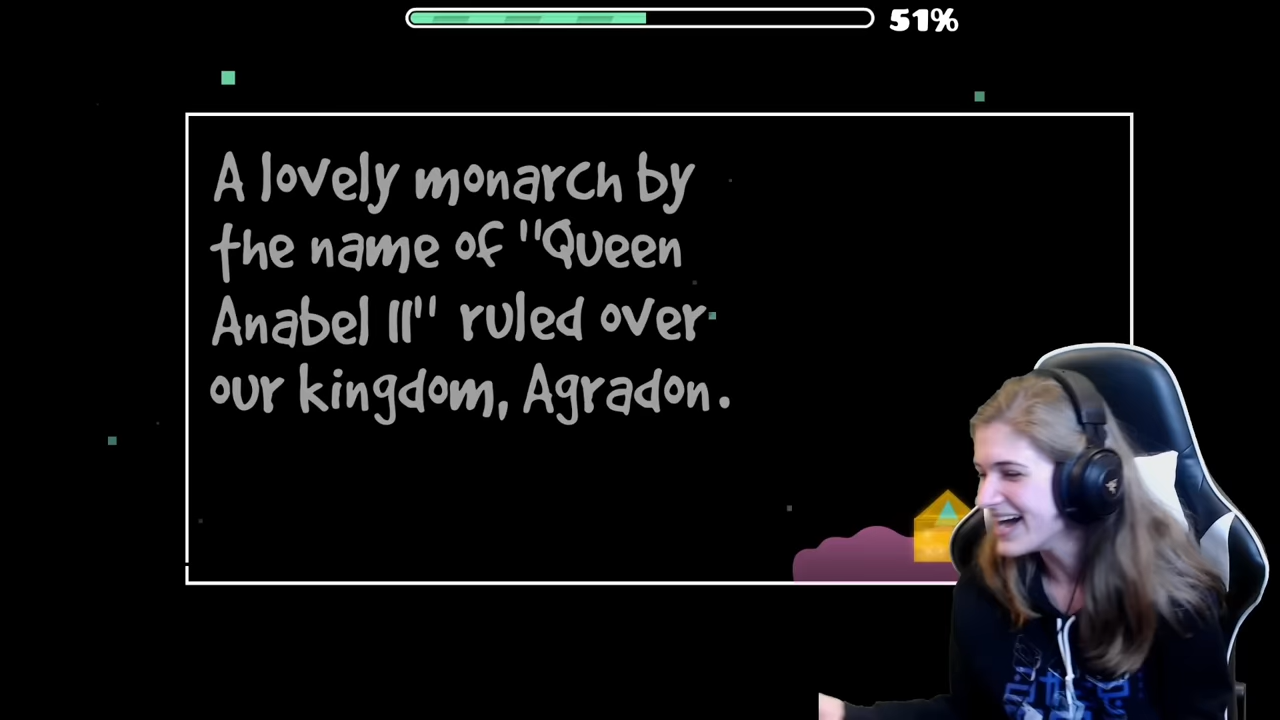 51%
A lovely monarch by
the name of "Queen
Anabel II" ruled over
our kingdom, Agradon.